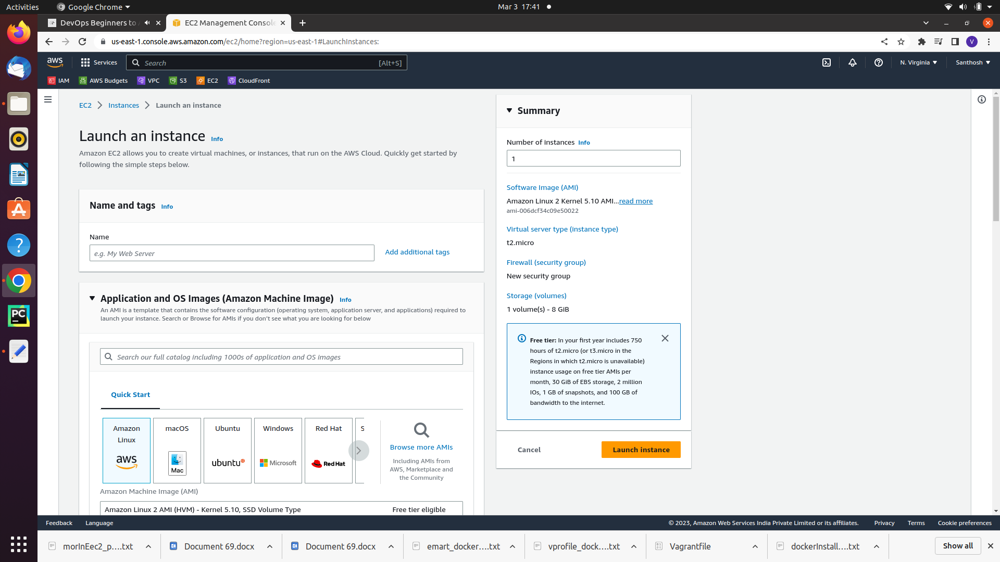 Activities
Google Chrome
Mar 3 17:41
DevOps Beginners to
EC2 Management Console
us-east-1.console.aws.amazon.com/ec2/home?region=us-east-1#LaunchInstances:
V
aws
Services
Search
[Alt+S]
N. Virginia
Santhosh
IAM
AWS Budgets
VPC
S3
EC2
CloudFront
EC2
Instances
Launch an instance
Launch an instance Info
Amazon EC2 allows you to create virtual machines, or instances, that run on the AWS Cloud. Quickly get started by
following the simple steps below.
Name and tags Info
Name
e.g. My Web Server
Add additional tags
Application and OS Images (Amazon Machine Image) Info
An AMI is a template that contains the software configuration (operating system, application server, and applications) required to
launch your instance. Search or Browse for AMIs if you don't see what you are looking for below
Search our full catalog including 1000s of application and OS images
Quick Start
Amazon
Linux
aws
macOS
Mac
Ubuntu
ubuntu
Windows
Microsoft
Red Hat
Red Hat
S
Browse more AMIs
Including AMIs from
AWS, Marketplace and
the Community
Amazon Machine Image (AMI)
Amazon Linux 2 AMI (HVM) - Kernel 5.10, SSD Volume Type
Free tier eligible
Summary
Number of instances Info
1
Software Image (AMI)
Amazon Linux 2 Kernel 5.10 AMI...read more
ami-006dcf34c09e50022
Virtual server type (instance type)
t2.micro
Firewall (security group)
New security group
Storage (volumes)
1 volume(s) - 8 GiB
Free tier: In your first year includes 750
hours of t2.micro (or t3.micro in the
Regions in which t2.micro is unavailable)
instance usage on free tier AMIs per
month, 30 GiB of EBS storage, 2 million
IOs, 1 GB of snapshots, and 100 GB of
bandwidth to the internet.
Cancel
Launch instance
PC
Feedback
Language
© 2023, Amazon Web Services India Private Limited or its affiliates.
Privacy
Terms
Cookie preferences
morInEec2_p....txt
Document 69.docx
Document 69.docx
emart_docker....txt
vprofile_dock....txt
Vagrantfile
dockerInstall....txt
Show all